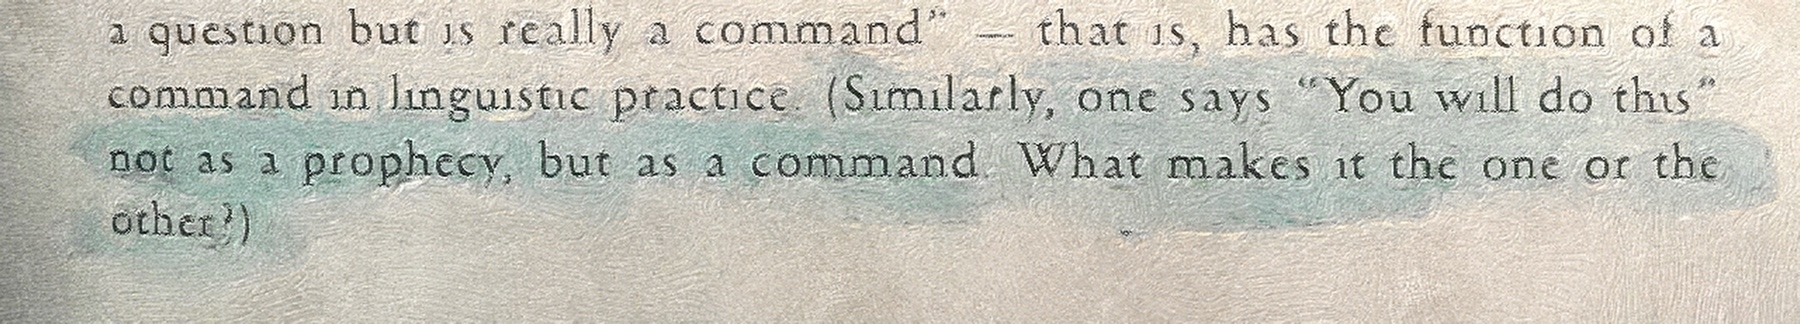 a question but is really a command” — that is, has the function of a
command in linguistic practice. (Similarly, one says “You will do this”
not as a prophecy, but as a command. What makes it the one or the
other?)